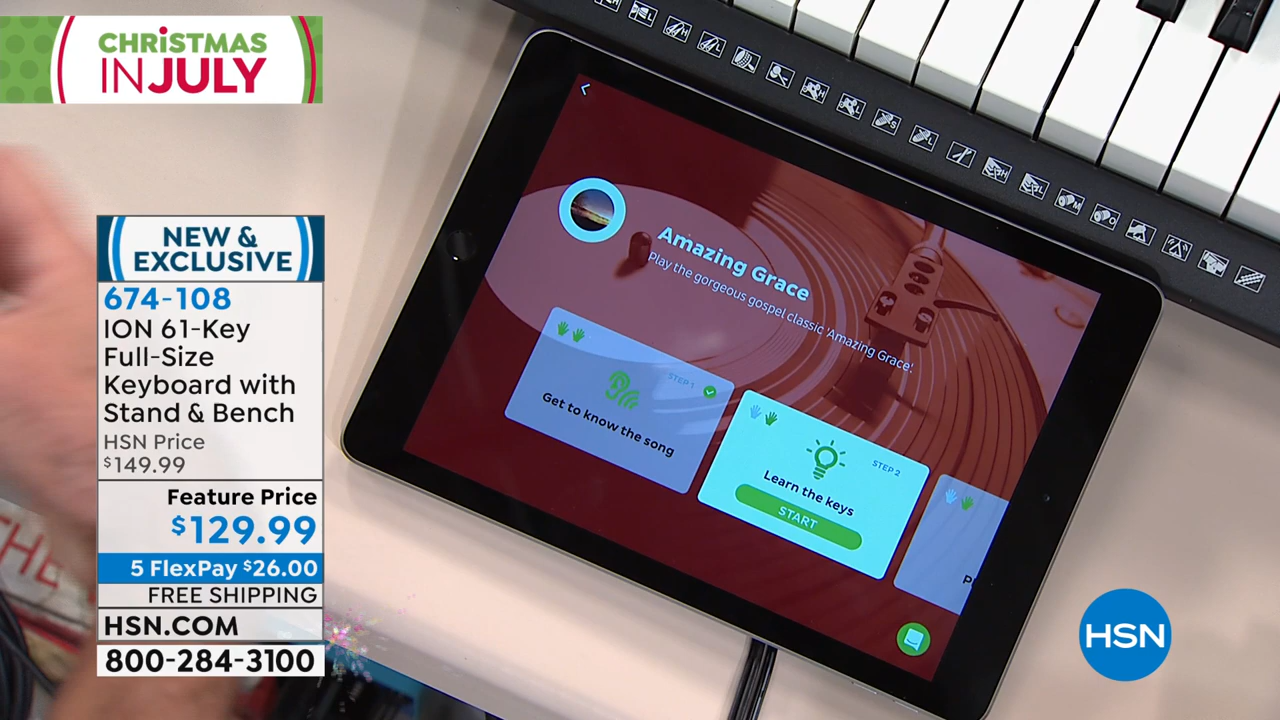 CHRiSTMAS
IN JULY
NEW &
EXCLUSIVE
674-108
ION 61-Key
Full-Size
Keyboard with
Stand & Bench
HSN Price
$149.99
Feature Price
$129.99
5 FlexPay $26.00
FREE SHIPPING
HSN.COM
800-284-3100
Amazing Grace
Play the gorgeous gospel classic 'Amazing Grace'
STEP 1
Get to know the song
STEP 2
Learn the keys
START
HSN